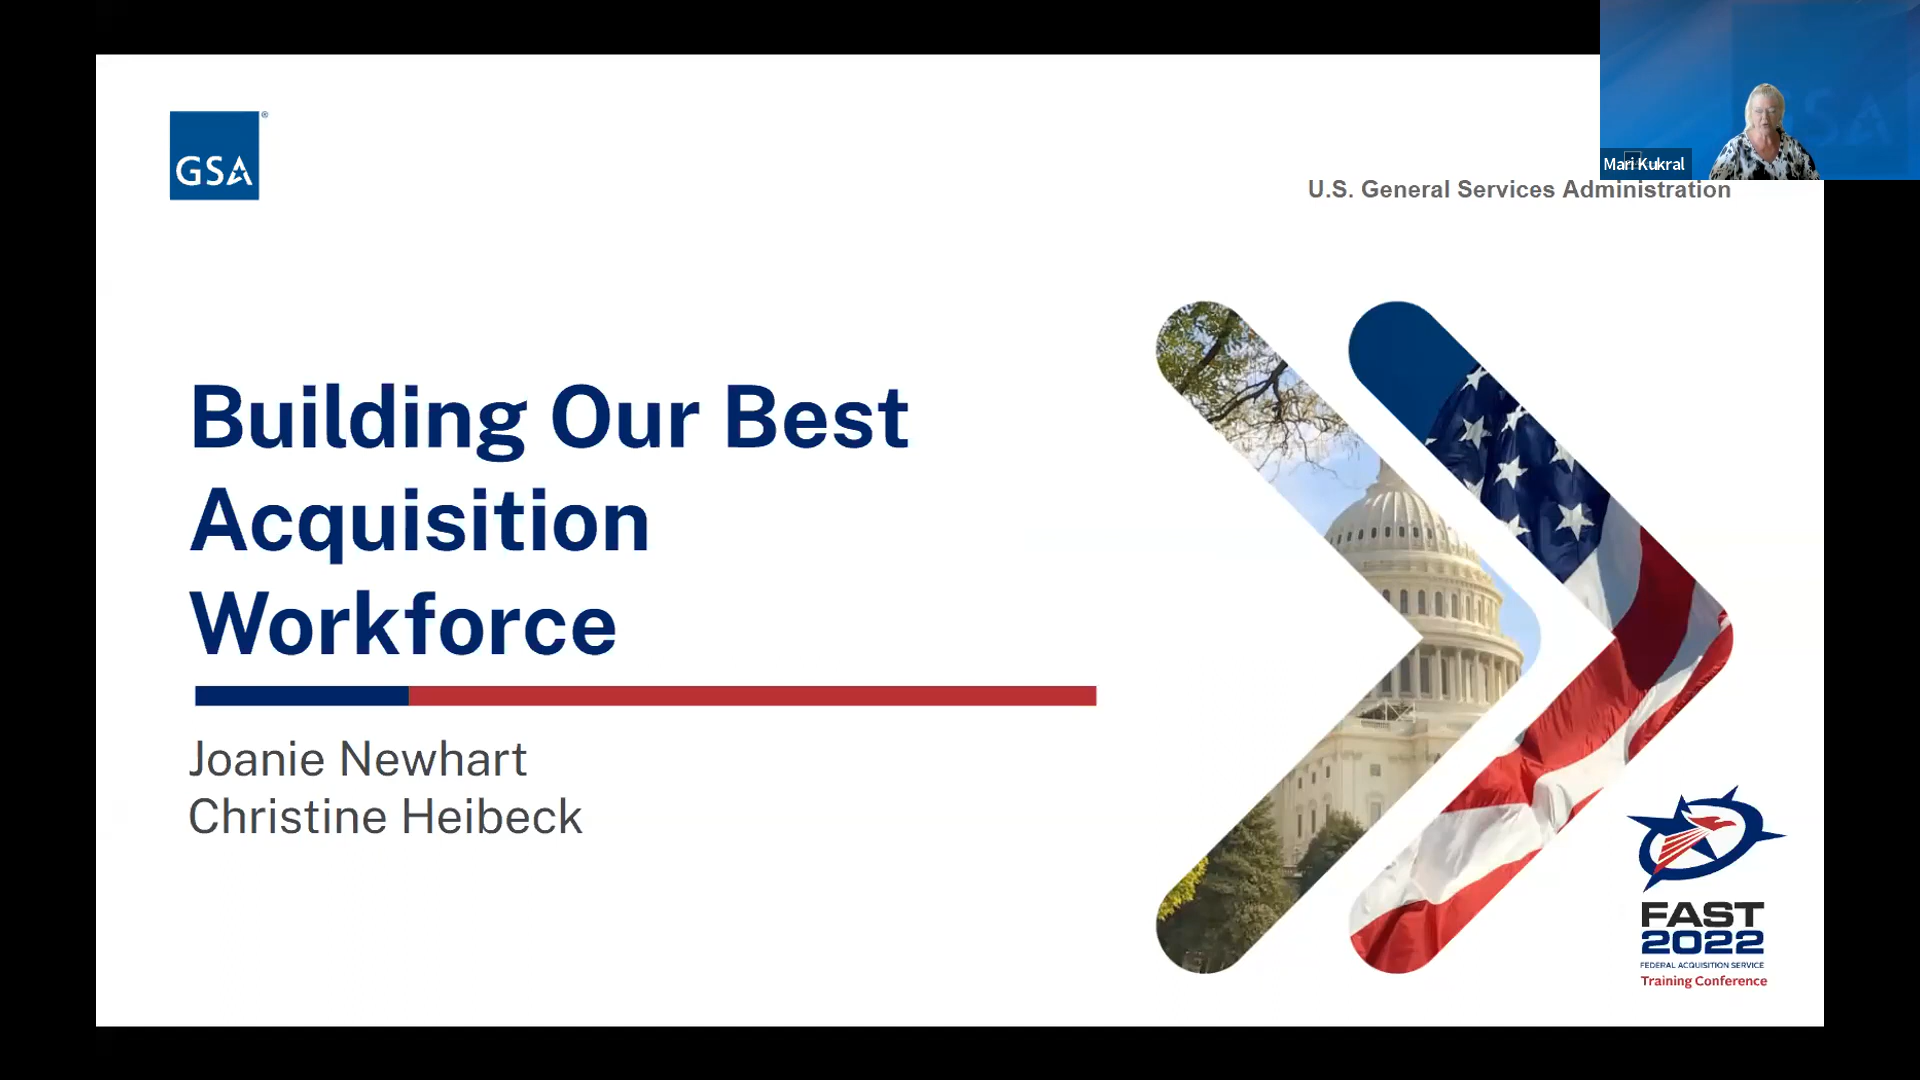 GSA
®
Mari Kukral
U.S. General Services Administration
Building Our Best
Acquisition
Workforce
Joanie Newhart
Christine Heibeck
FAST
2022
FEDERAL ACQUISITION SERVICE
Training Conference